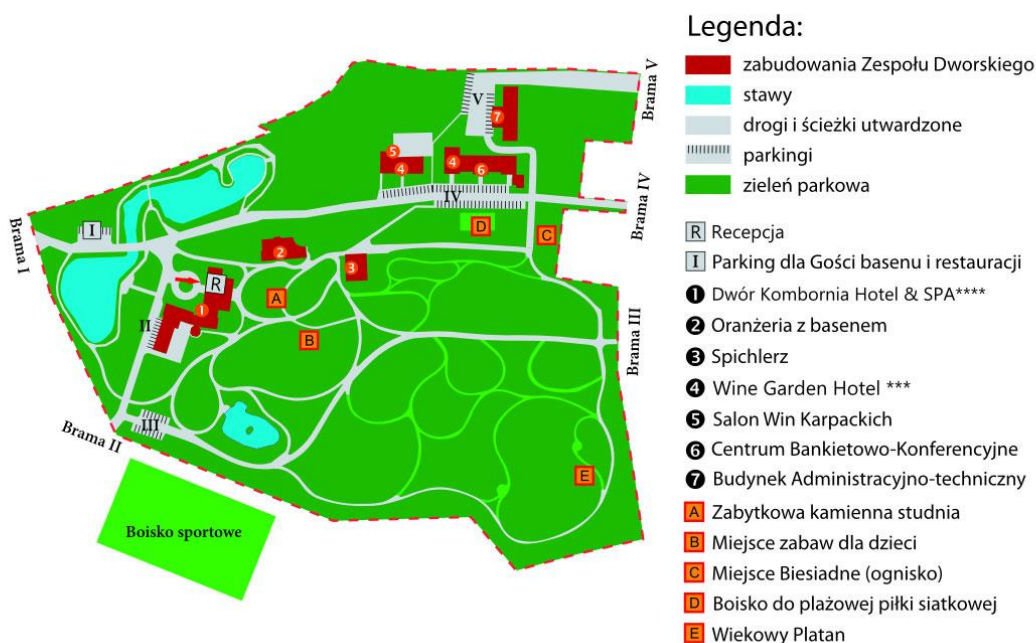 Legenda:
zabudowania Zespołu Dworskiego
stawy
drogi i ścieżki utwardzone
parkingi
zieleń parkowa
R Recepcja
I Parking dla Gości basenu i restauracji
1 Dwór Kombornia Hotel & SPA****
2 Oranżeria z basenem
3 Spichlerz
4 Wine Garden Hotel ***
5 Salon Win Karpackich
6 Centrum Bankietowo-Konferencyjne
7 Budynek Administracyjno-techniczny
A Zabytkowa kamienna studnia
B Miejsce zabaw dla dzieci
C Miejsce Biesiadne (ognisko)
D Boisko do plażowej piłki siatkowej
E Wiekowy Platan
Brama V
V
7
5
4
4
6
IV
Brama IV
D
C
Brama I
I
2
3
R
A
1
II
B
Brama III
III
Brama II
E
Boisko sportowe